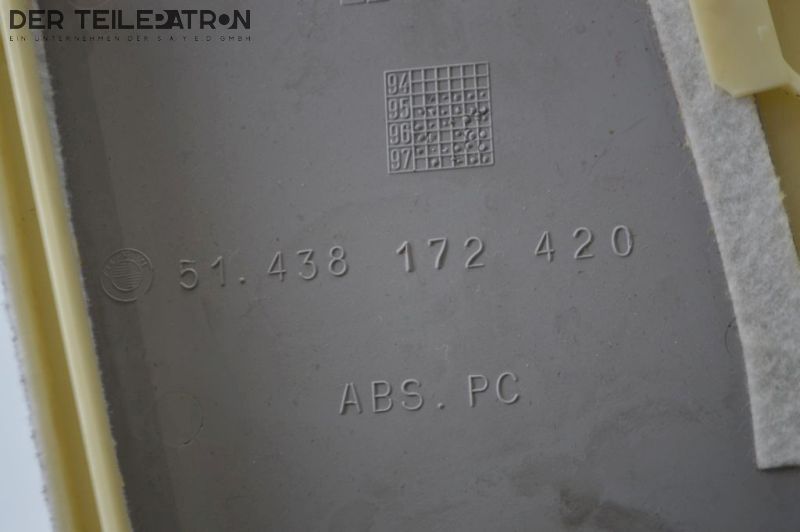 DER TEILEPATRON
EIN UNTERNEHMEN DER S A Y E D GMBH
94
95
96
97
51.438 172 420
ABS. PC